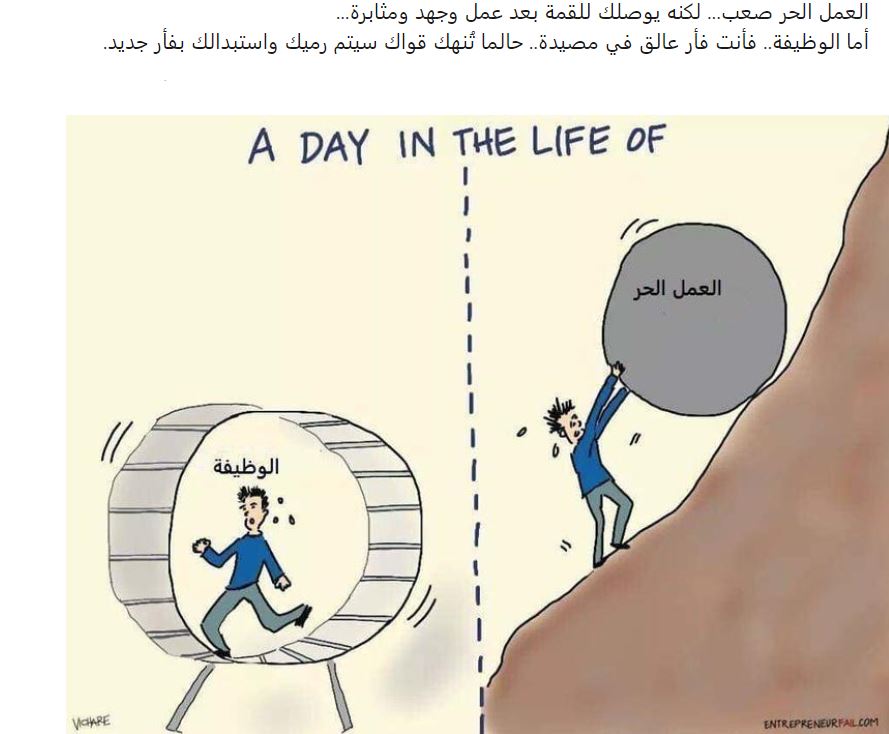 العمل الحر صعب... لكنه يوصلك للقمة بعد عمل وجهد ومثابرة...
أما الوظيفة.. فأنت فأر عالق في مصيدة.. حالما تُنهك قواك سيتم رميك واستبدالك بفأر جديد.
A DAY IN THE LIFE OF
العمل الحر
الوظيفة
VICHARE
ENTREPRENEURFAIL.COM